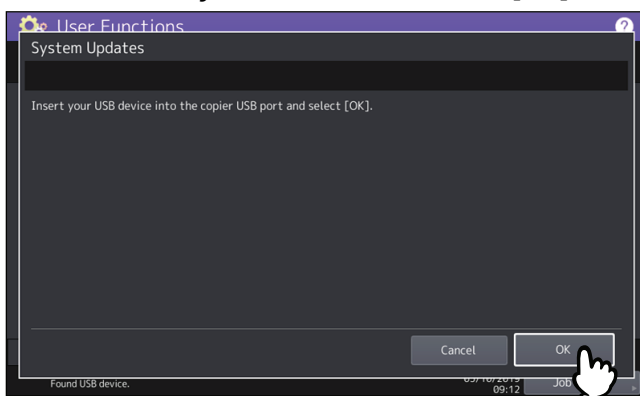 User Functions
?
System Updates
Insert your USB device into the copier USB port and select [OK].
Cancel
OK
Found USB device.
09:12
Job